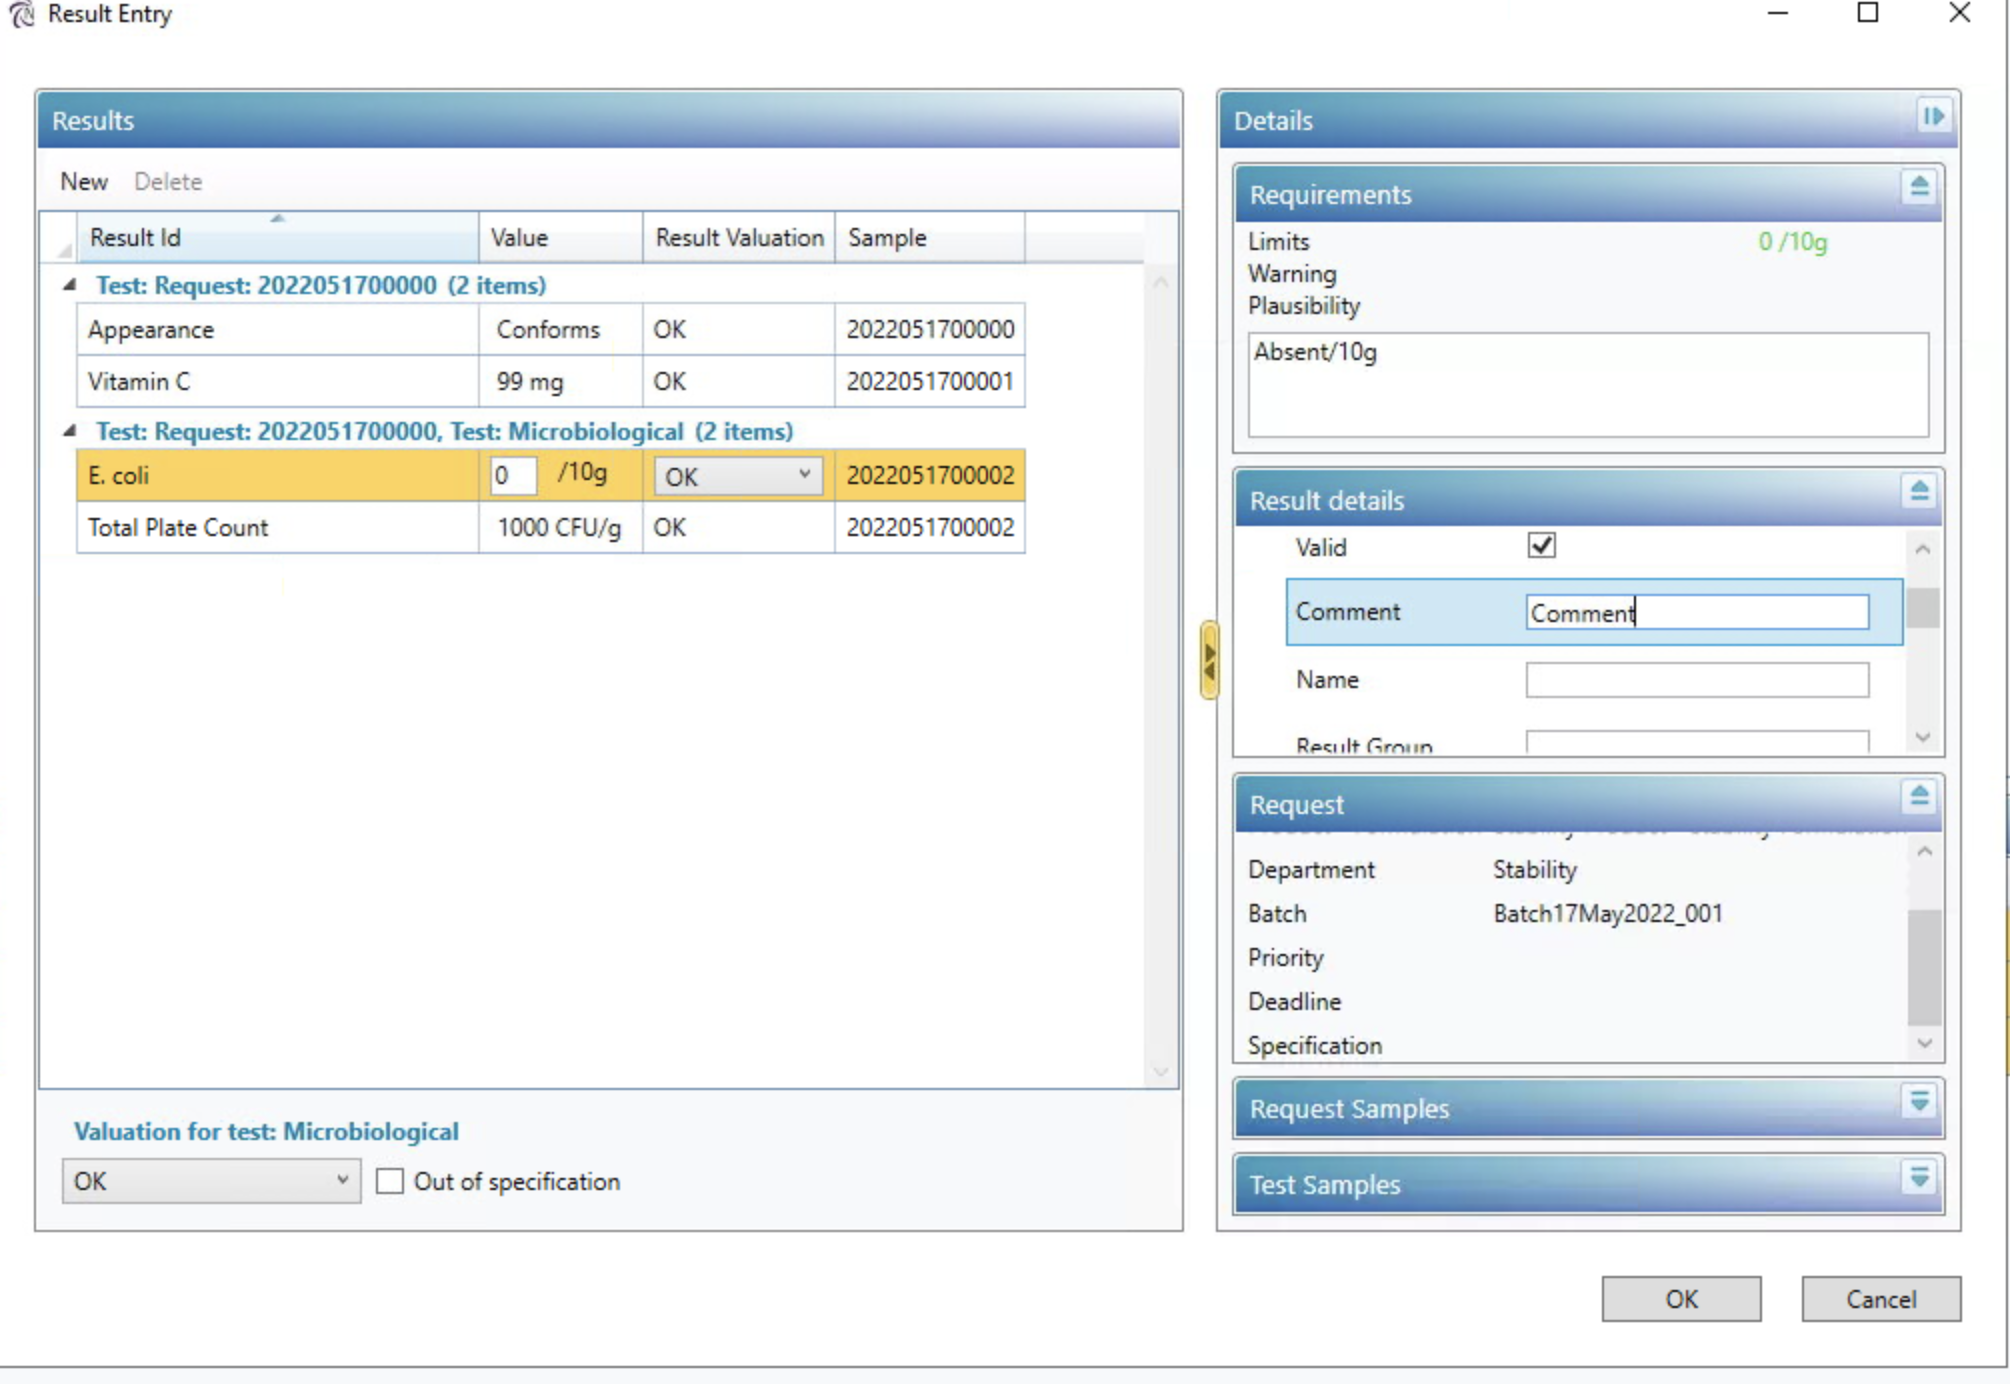 Result Entry
Results
New Delete
Result Id Value Result Valuation Sample
Test: Request: 2022051700000 (2 items)
Appearance Conforms OK 2022051700000
Vitamin C 99 mg OK 2022051700001
Test: Request: 2022051700000, Test: Microbiological (2 items)
E. coli 0 /10g OK 2022051700002
Total Plate Count 1000 CFU/g OK 2022051700002
Valuation for test: Microbiological
OK Out of specification
Details
Requirements
Limits 0 /10g
Warning
Plausibility
Absent/10g
Result details
Valid
Comment Comment
Name
Result Group
Request
Department Stability
Batch Batch17May2022_001
Priority
Deadline
Specification
Request Samples
Test Samples
OK Cancel